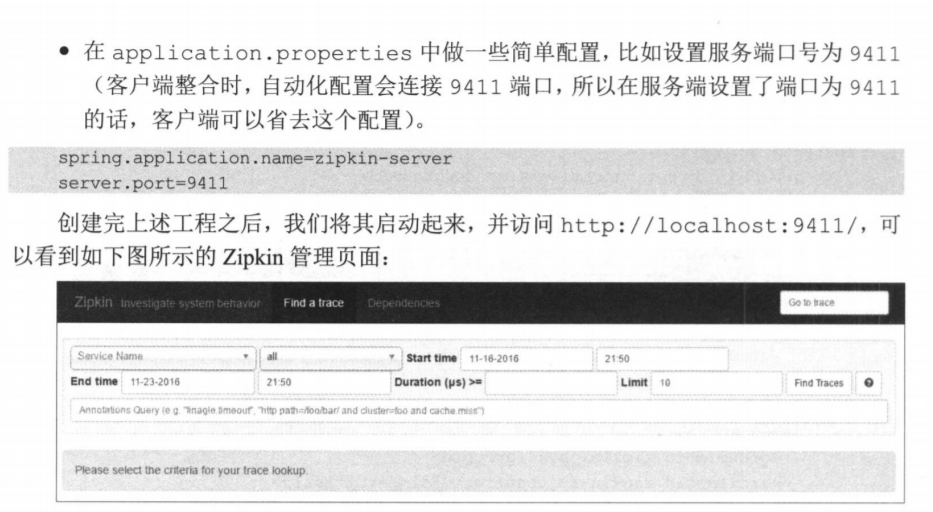 ● 在 application.properties 中做一些简单配置，比如设置服务端口号为 9411
（客户端整合时，自动化配置会连接 9411 端口，所以在服务端设置了端口为 9411
的话，客户端可以省去这个配置）。
spring.application.name=zipkin-server
server.port=9411
创建完上述工程之后，我们将其启动起来，并访问 http://localhost:9411/，可
以看到如下图所示的 Zipkin 管理页面：
Zipkin Investigate system behavior Find a trace Dependencies Go to trace
Service Name all Start time 11-16-2016 21:50
End time 11-23-2016 21:50 Duration (μs) >= Limit 10 Find Traces
Annotations Query (e.g. "finagle.timeout", "http.path=/foo/bar/ and cluster=foo and cache.miss")
Please select the criteria for your trace lookup.